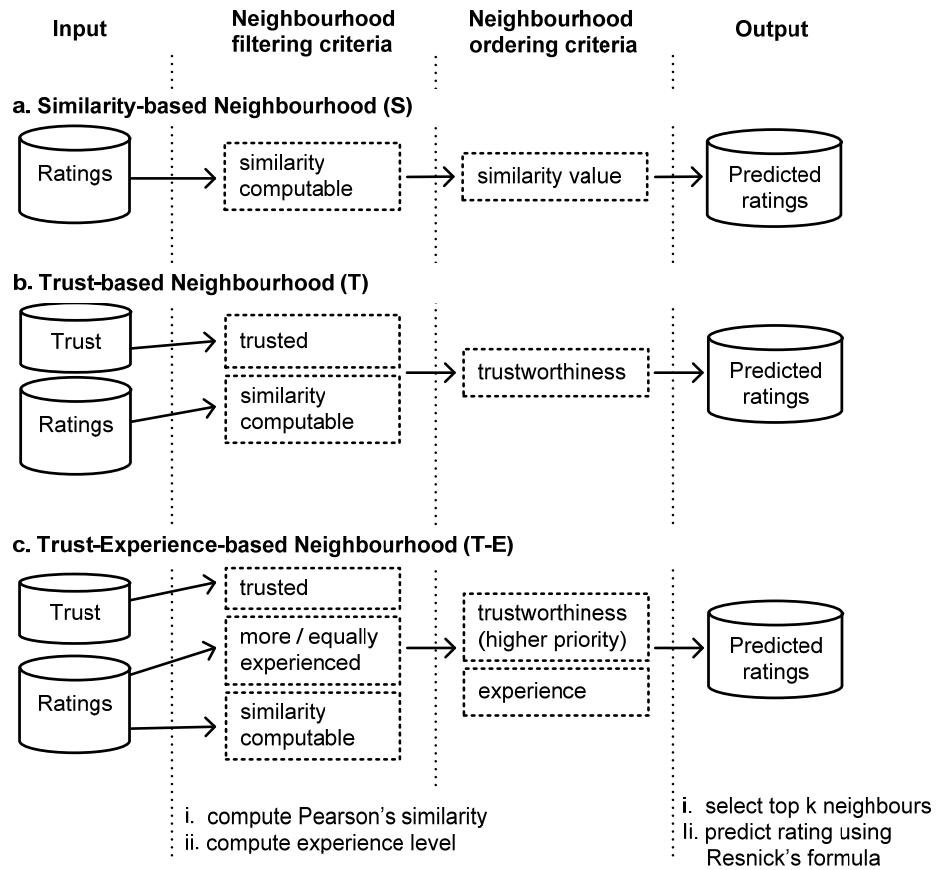 Input
Neighbourhood
filtering criteria
Neighbourhood
ordering criteria
Output
a. Similarity-based Neighbourhood (S)
Ratings
similarity
computable
similarity value
Predicted
ratings
b. Trust-based Neighbourhood (T)
Trust
Ratings
trusted
similarity
computable
trustworthiness
Predicted
ratings
c. Trust-Experience-based Neighbourhood (T-E)
Trust
Ratings
trusted
more / equally
experienced
similarity
computable
trustworthiness
(higher priority)
experience
Predicted
ratings
i. compute Pearson's similarity
ii. compute experience level
i. select top k neighbours
Ii. predict rating using
Resnick's formula